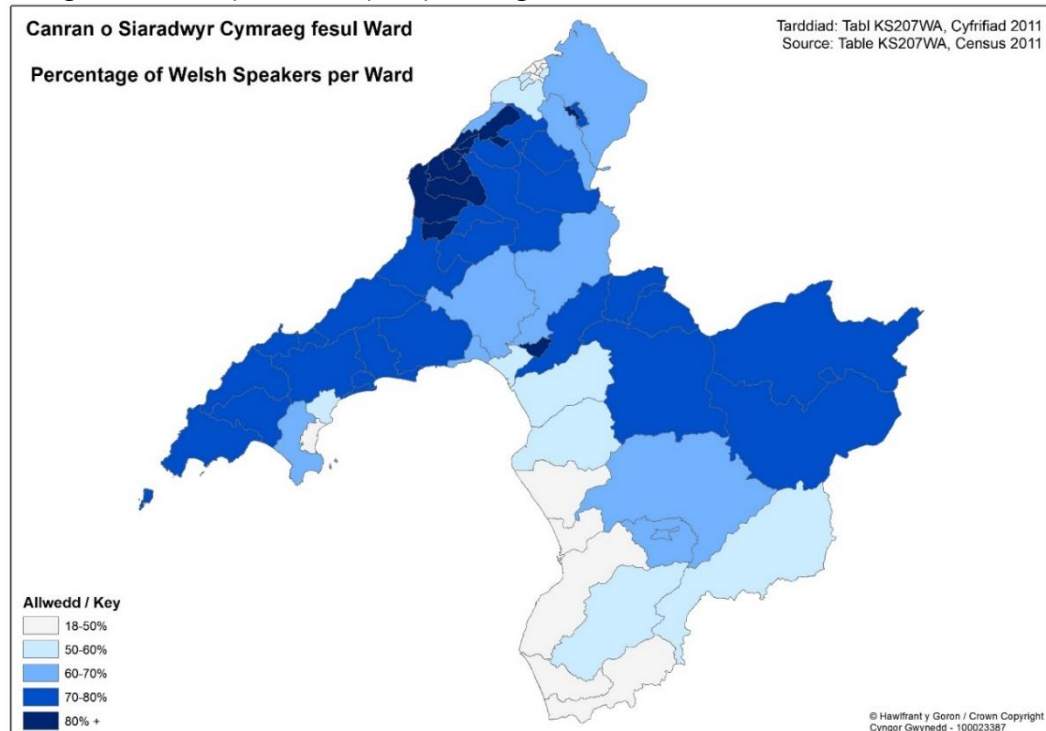 Canran o Siaradwyr Cymraeg fesul Ward
Percentage of Welsh Speakers per Ward
Tarddiad: Tabl KS207WA, Cyfrifiad 2011
Source: Table KS207WA, Census 2011
Allwedd / Key
18-50%
50-60%
60-70%
70-80%
80% +
© Hawlfraint y Goron / Crown Copyright
Cyngor Gwynedd - 100023387